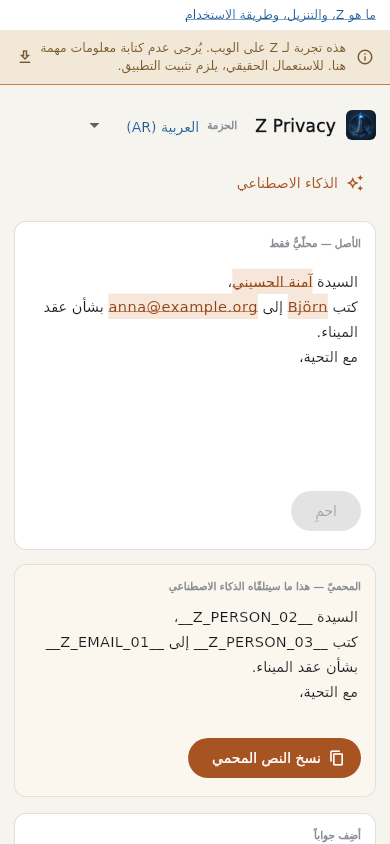 ما هو Z، والتنزيل، وطريقة الاستخدام
هذه تجربة لـ Z على الويب. يُرجى عدم كتابة معلومات مهمة
هنا. للاستعمال الحقيقي، يلزم تثبيت التطبيق.
Z Privacy الحزمة العربية (AR)
الذكاء الاصطناعي
الأصل — محلّيٌّ فقط
السيدة آمنة الحسيني،
كتب Björn إلى anna@example.org بشأن عقد
الميناء.
مع التحية،
احمِ
المحميّ — هذا ما سيتلقّاه الذكاء الاصطناعي
السيدة __Z_PERSON_02__،
كتب __Z_PERSON_03__ إلى __Z_EMAIL_01__
بشأن عقد الميناء.
مع التحية،
نسخ النص المحمي
أضِف جواباً